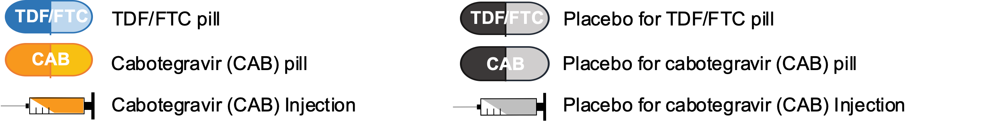 TDF/FTC TDF/FTC pill
TDF/FTC Placebo for TDF/FTC pill
CAB Cabotegravir (CAB) pill
CAB Placebo for cabotegravir (CAB) pill
Cabotegravir (CAB) Injection
Placebo for cabotegravir (CAB) Injection